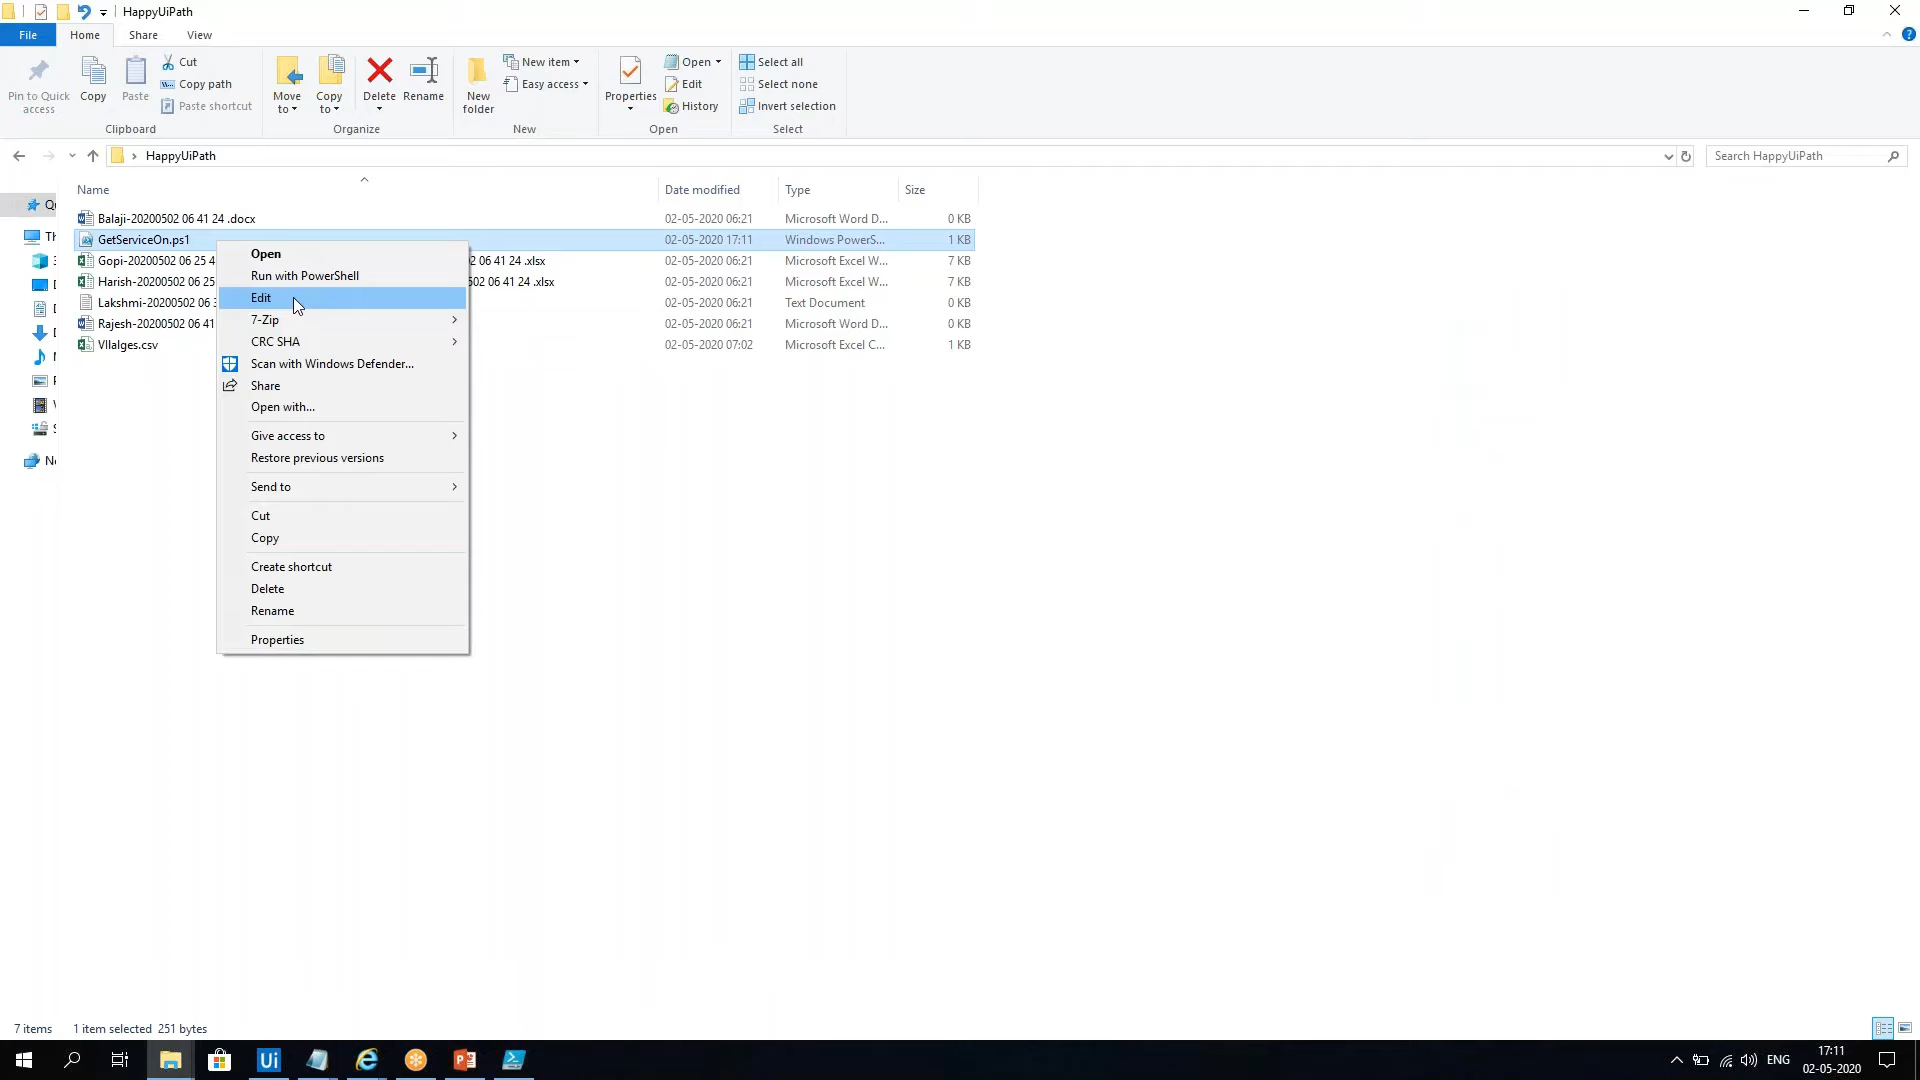 HappyUiPath
File
Home
Share
View
Pin to Quick access
Copy
Paste
Cut
Copy path
Paste shortcut
Clipboard
Move to
Copy to
Delete
Rename
Organize
New folder
New item
Easy access
New
Properties
Open
Edit
History
Open
Select all
Select none
Invert selection
Select
HappyUiPath
Search HappyUiPath
Name
Date modified
Type
Size
Balaji-20200502 06 41 24 .docx
02-05-2020 06:21
Microsoft Word D...
0 KB
GetServiceOn.ps1
02-05-2020 17:11
Windows PowerS...
1 KB
Gopi-20200502 06 25 4
2 06 41 24 .xlsx
02-05-2020 06:21
Microsoft Excel W...
7 KB
Harish-20200502 06 25
502 06 41 24 .xlsx
02-05-2020 06:21
Microsoft Excel W...
7 KB
Lakshmi-20200502 06 3
02-05-2020 06:21
Text Document
0 KB
Rajesh-20200502 06 41
02-05-2020 06:21
Microsoft Word D...
0 KB
VIlalges.csv
02-05-2020 07:02
Microsoft Excel C...
1 KB
Open
Run with PowerShell
Edit
7-Zip
CRC SHA
Scan with Windows Defender...
Share
Open with...
Give access to
Restore previous versions
Send to
Cut
Copy
Create shortcut
Delete
Rename
Properties
7 items
1 item selected 251 bytes
Ui
ENG
17:11
02-05-2020